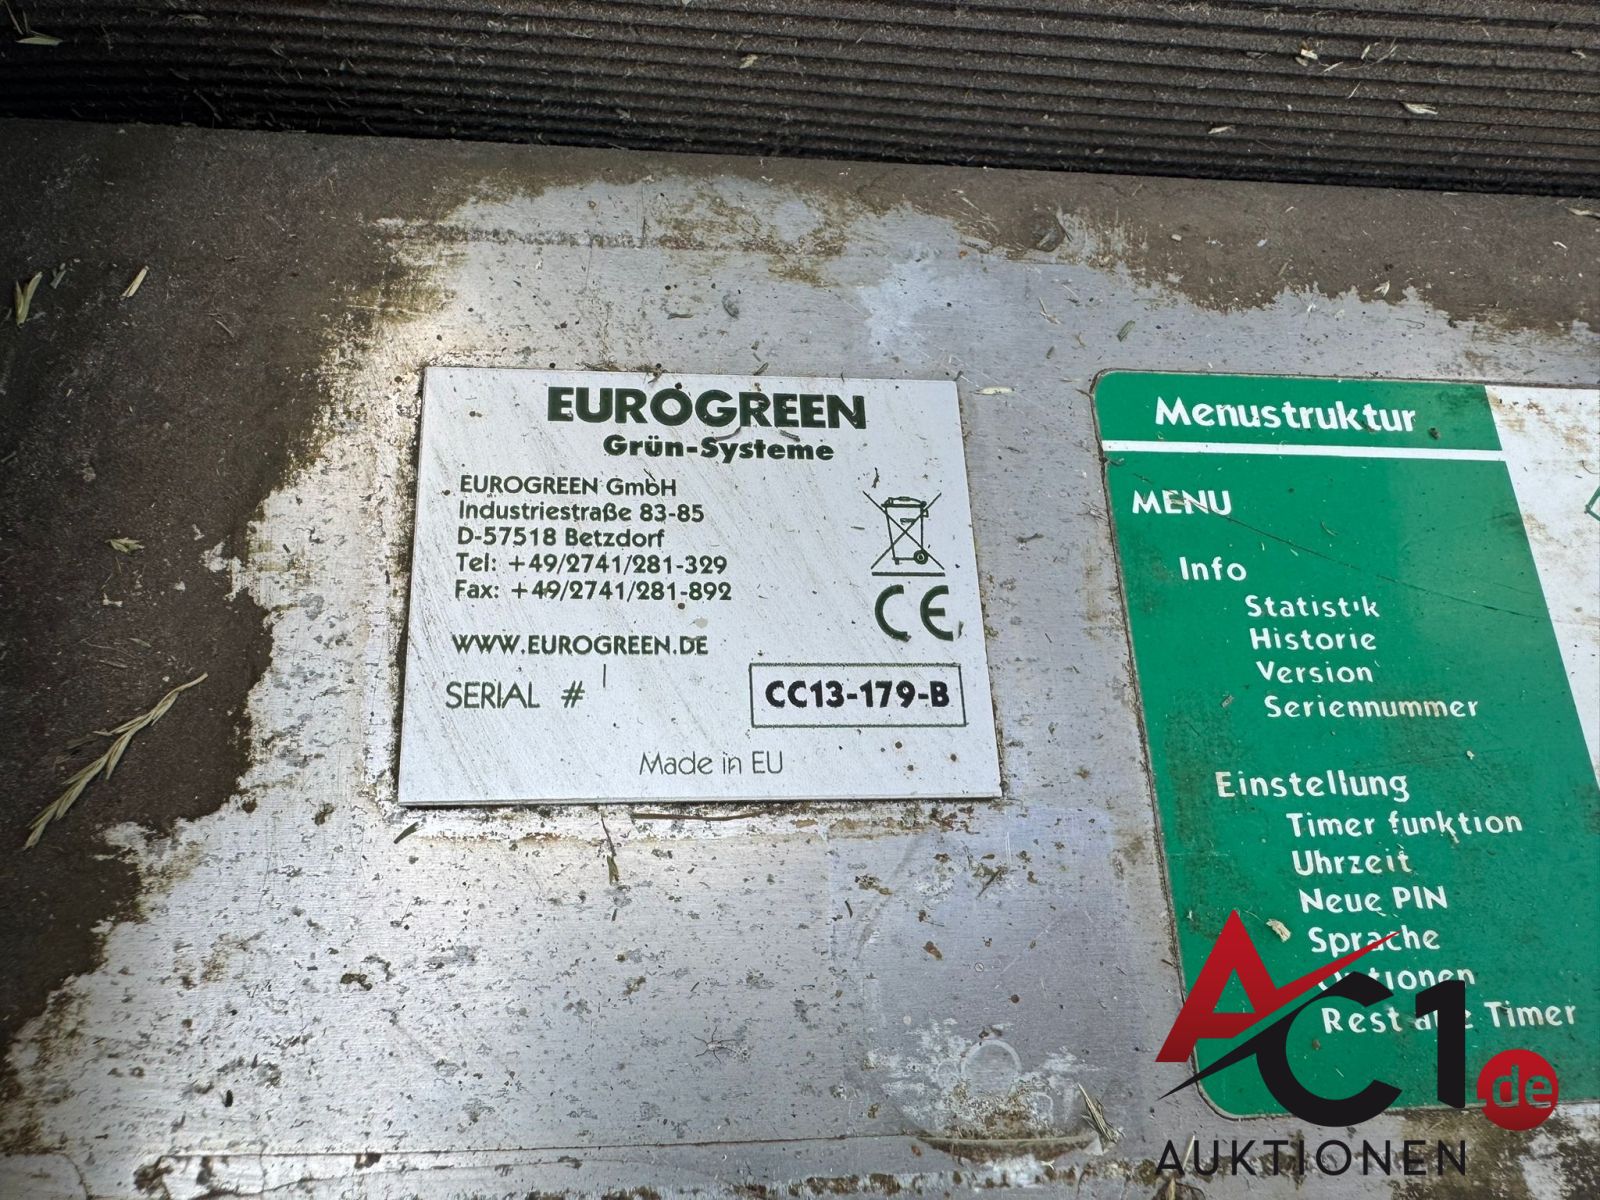 EUROGREEN
Grün-Systeme
EUROGREEN GmbH
Industriestraße 83-85
D-57518 Betzdorf
Tel: +49/2741/281-329
Fax: +49/2741/281-892
WWW.EUROGREEN.DE
SERIAL #
CC13-179-B
CE
Made in EU
Menustruktur
MENU
Info
Statistik
Historie
Version
Seriennummer
Einstellung
Timer funktion
Uhrzeit
Neue PIN
Sprache
Rest alle Timer
AC1.de
AUKTIONEN